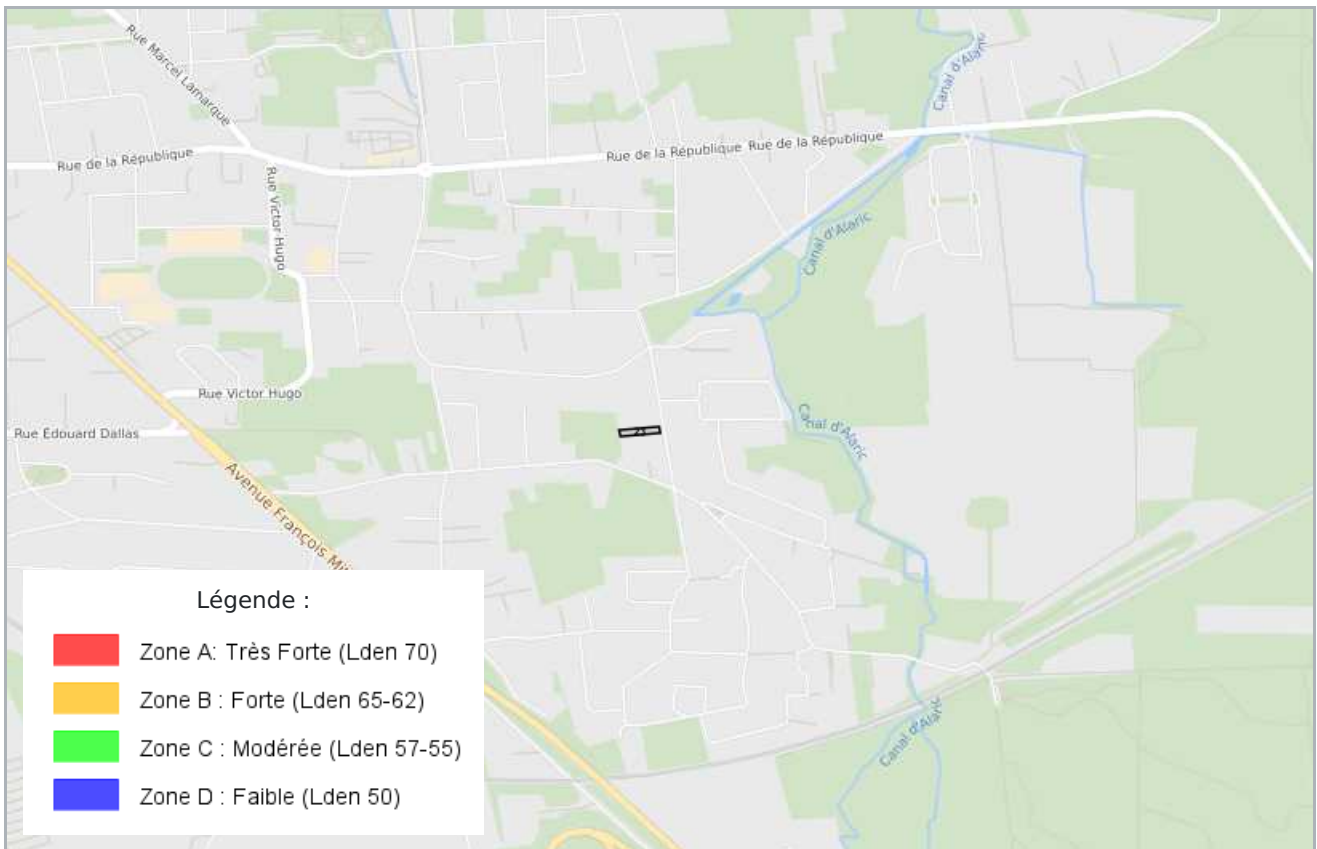 Rue Marcel Lamarque
Canal d'Alaric
Rue de la République
Rue de la République Rue de la République
Rue Victor Hugo
Canal d'Alaric
Rue Victor Hugo
Rue Édouard Dallas
Canal d'Alaric
Avenue François
Canal d'Alaric
Légende :
Zone A: Très Forte (Lden 70)
Zone B : Forte (Lden 65-62)
Zone C : Modérée (Lden 57-55)
Zone D : Faible (Lden 50)